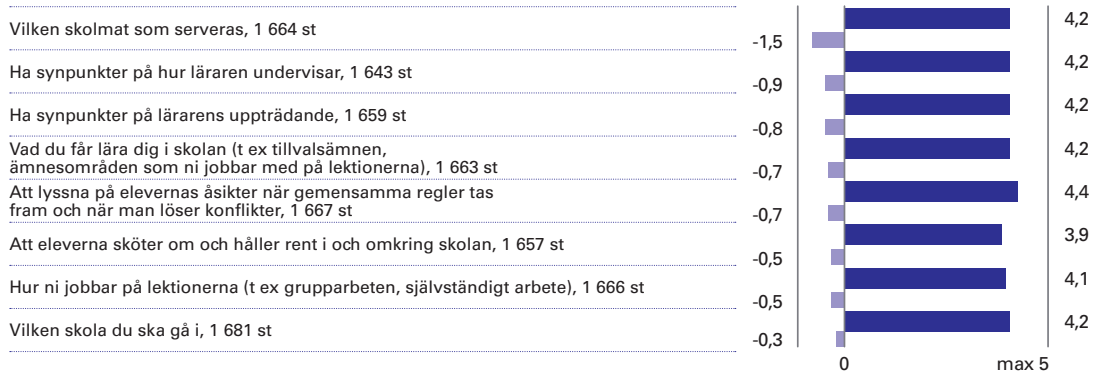 Vilken skolmat som serveras, 1 664 st
4,2
-1,5
Ha synpunkter på hur läraren undervisar, 1 643 st
4,2
-0,9
Ha synpunkter på lärarens uppträdande, 1 659 st
4,2
-0,8
Vad du får lära dig i skolan (t ex tillvalsämnen,
ämnesområden som ni jobbar med på lektionerna), 1 663 st
4,2
-0,7
Att lyssna på elevernas åsikter när gemensamma regler tas
fram och när man löser konflikter, 1 667 st
4,4
-0,7
Att eleverna sköter om och håller rent i och omkring skolan, 1 657 st
3,9
-0,5
Hur ni jobbar på lektionerna (t ex grupparbeten, självständigt arbete), 1 666 st
4,1
-0,5
Vilken skola du ska gå i, 1 681 st
4,2
-0,3
0 max 5